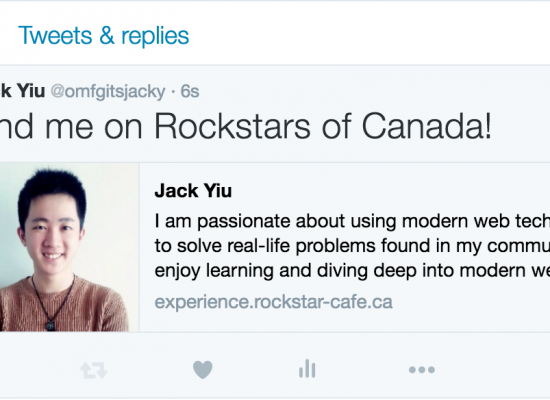 Tweets & replies
k Yiu @omfgitsjacky · 6s
nd me on Rockstars of Canada!
Jack Yiu
I am passionate about using modern web tech
to solve real-life problems found in my commu
enjoy learning and diving deep into modern we
experience.rockstar-cafe.ca